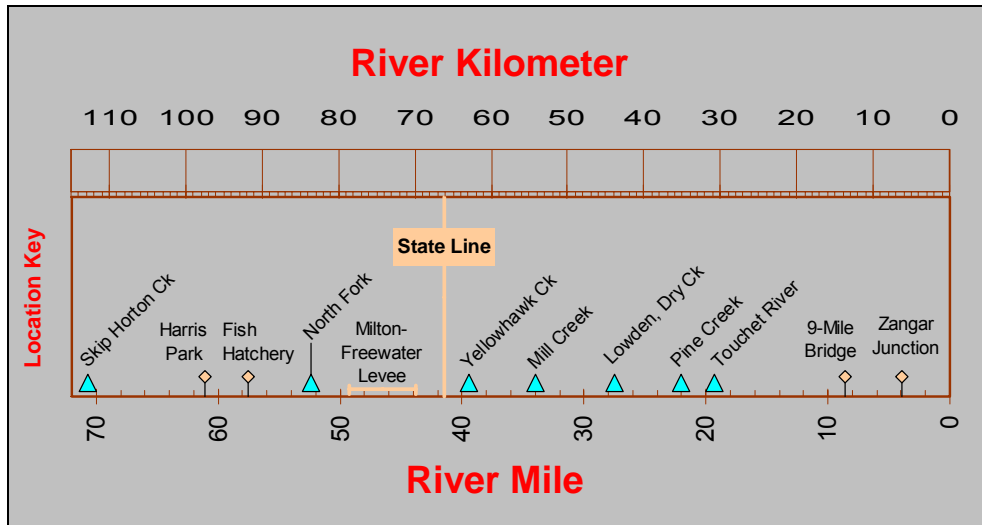 River Kilometer
110 100 90 80 70 60 50 40 30 20 10 0
Location Key
State Line
Skip Horton Ck
Harris
Park
Fish
Hatchery
North Fork
Milton-
Freewater
Levee
Yellowhawk Ck
Mill Creek
Lowden, Dry Ck
Pine Creek
Touchet River
9-Mile
Bridge
Zangar
Junction
70 60 50 40 30 20 10 0
River Mile